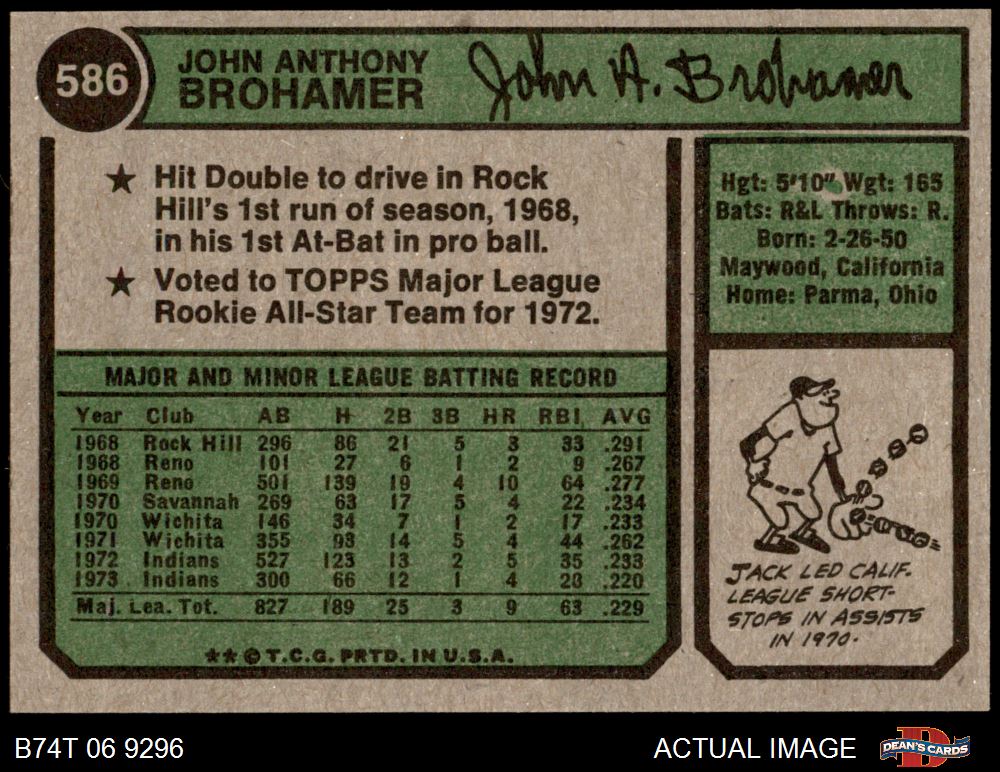 586
JOHN ANTHONY
BROHAMER
John A. Brohamer
★ Hit Double to drive in Rock
Hill's 1st run of season, 1968,
in his 1st At-Bat in pro ball.
★ Voted to TOPPS Major League
Rookie All-Star Team for 1972.
Hgt: 5'10" Wgt: 165
Bats: R&L Throws: R.
Born: 2-26-50
Maywood, California
Home: Parma, Ohio
MAJOR AND MINOR LEAGUE BATTING RECORD
Year Club AB H 2B 3B HR RBI AVG
1968 Rock Hill 296 86 21 5 3 33 .291
1968 Reno 101 27 6 1 2 9 .267
1969 Reno 501 139 19 4 10 64 .277
1970 Savannah 269 63 17 5 4 22 .234
1970 Wichita 146 34 7 1 2 17 .233
1971 Wichita 355 93 14 5 4 44 .262
1972 Indians 527 123 13 2 5 35 .233
1973 Indians 300 66 12 1 4 28 .220
Maj. Lea. Tot. 827 189 25 3 9 63 .229
★★ © T.C.G. PRTD. IN U.S.A.
JACK LED CALIF.
LEAGUE SHORT-
STOPS IN ASSISTS
IN 1970.
B74T 06 9296
ACTUAL IMAGE
DEAN'S CARDS